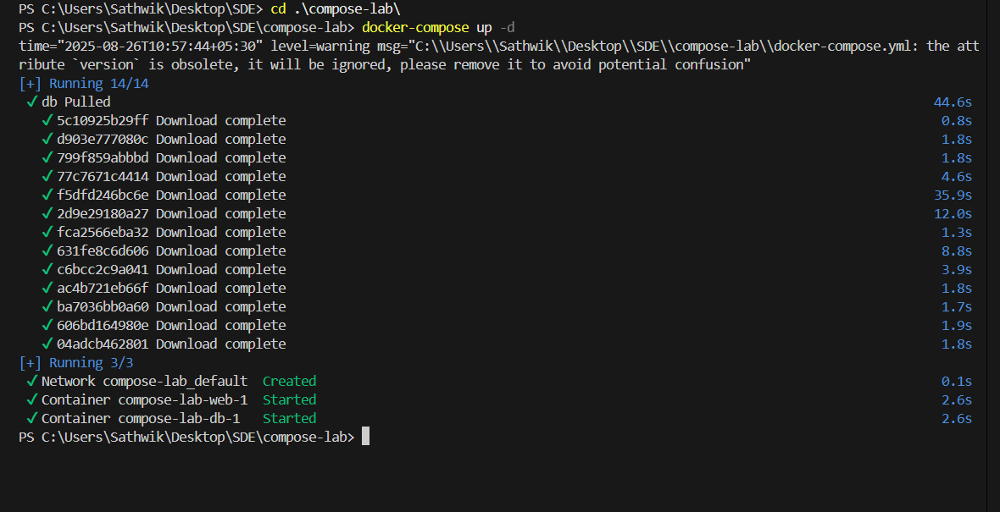 PS C:\Users\Sathwik\Desktop\SDE> cd .\compose-lab\
PS C:\Users\Sathwik\Desktop\SDE\compose-lab> docker-compose up -d
time="2025-08-26T10:57:44+05:30" level=warning msg="C:\\Users\\Sathwik\\Desktop\\SDE\\compose-lab\\docker-compose.yml: the att
ribute `version` is obsolete, it will be ignored, please remove it to avoid potential confusion"
[+] Running 14/14
✔ db Pulled 44.6s
✔ 5c10925b29ff Download complete 0.8s
✔ d903e777080c Download complete 1.8s
✔ 799f859abbbd Download complete 1.8s
✔ 77c7671c4414 Download complete 4.6s
✔ f5dfd246bc6e Download complete 35.9s
✔ 2d9e29180a27 Download complete 12.0s
✔ fca2566eba32 Download complete 1.3s
✔ 631fe8c6d606 Download complete 8.8s
✔ c6bcc2c9a041 Download complete 3.9s
✔ ac4b721eb66f Download complete 1.8s
✔ ba7036bb0a60 Download complete 1.7s
✔ 606bd164980e Download complete 1.9s
✔ 04adcb462801 Download complete 1.8s
[+] Running 3/3
✔ Network compose-lab_default Created 0.1s
✔ Container compose-lab-web-1 Started 2.6s
✔ Container compose-lab-db-1 Started 2.6s
PS C:\Users\Sathwik\Desktop\SDE\compose-lab>